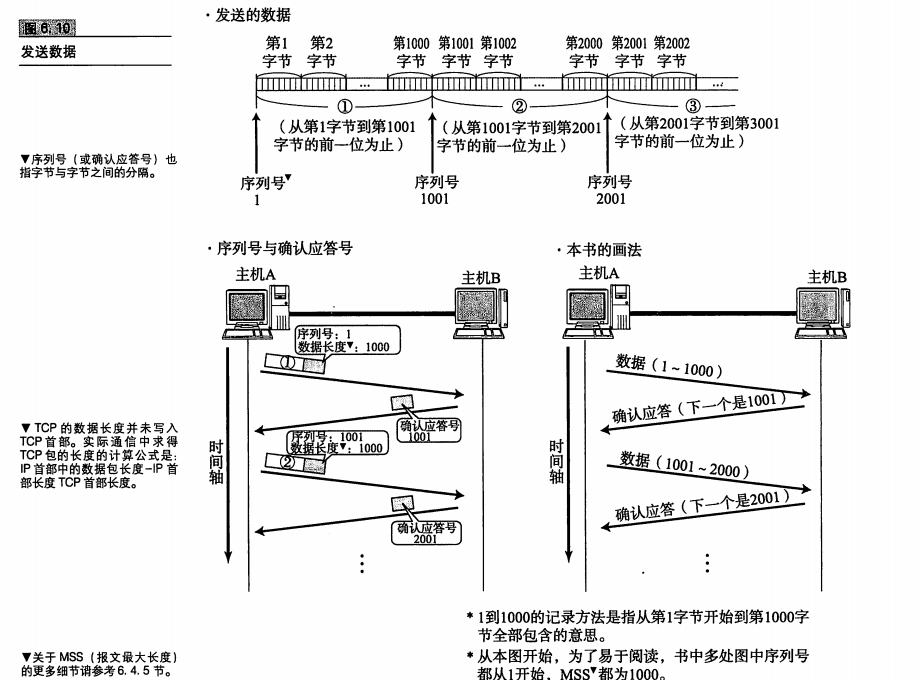 图 6.10
发送数据
▼序列号（或确认应答号）也
指字节与字节之间的分隔。
▼ TCP 的数据长度并未写入
TCP 首部。实际通信中求得
TCP 包的长度的计算公式是：
IP 首部中的数据包长度-IP 首
部长度 TCP 首部长度。
▼关于 MSS（报文最大长度）
的更多细节请参考 6. 4. 5 节。
· 发送的数据
第1 第2 第1000 第1001 第1002 第2000 第2001 第2002
字节 字节 字节 字节 字节 字节 字节 字节
... ... ...
① ② ③
（从第1字节到第1001 （从第1001字节到第2001 （从第2001字节到第3001
字节的前一位为止） 字节的前一位为止） 字节的前一位为止）
序列号▼ 序列号 序列号
1 1001 2001
· 序列号与确认应答号
主机A 主机B
序列号：1
数据长度▼：1000
①
确认应答号
1001
序列号：1001
数据长度▼：1000
②
确认应答号
2001
时间轴
· 本书的画法
主机A 主机B
数据（1～1000）
确认应答（下一个是1001）
数据（1001～2000）
确认应答（下一个是2001）
时间轴
* 1到1000的记录方法是指从第1字节开始到第1000字
节全部包含的意思。
* 从本图开始，为了易于阅读，书中多处图中序列号
都从1开始，MSS▼都为1000。